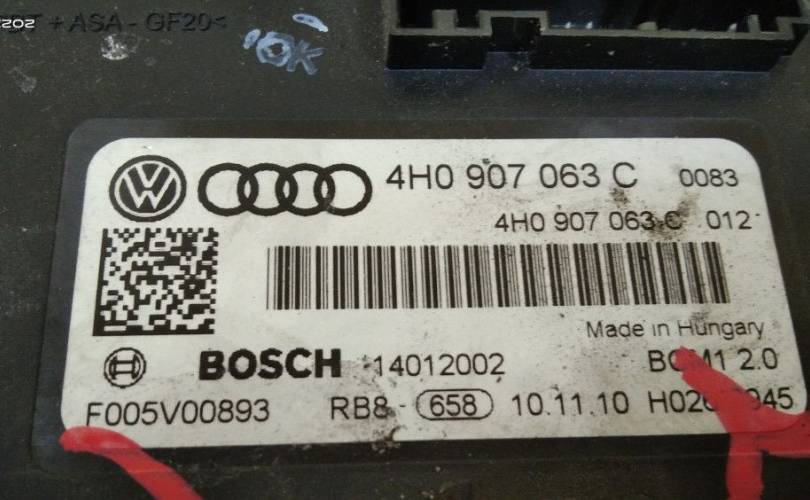 + ASA - GF20<
OK
4H0 907 063 C 0083
4H0 907 063 C 012
Made in Hungary
BOSCH 14012002 BCM1 2.0
F005V00893 RB8 - 658 10.11.10